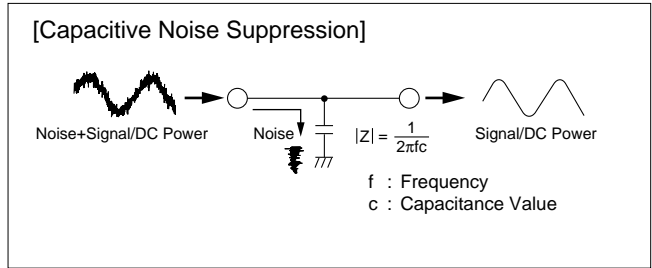 [Capacitive Noise Suppression]
Noise+Signal/DC Power
Noise
|Z| = 1/2πfc
Signal/DC Power
f : Frequency
c : Capacitance Value